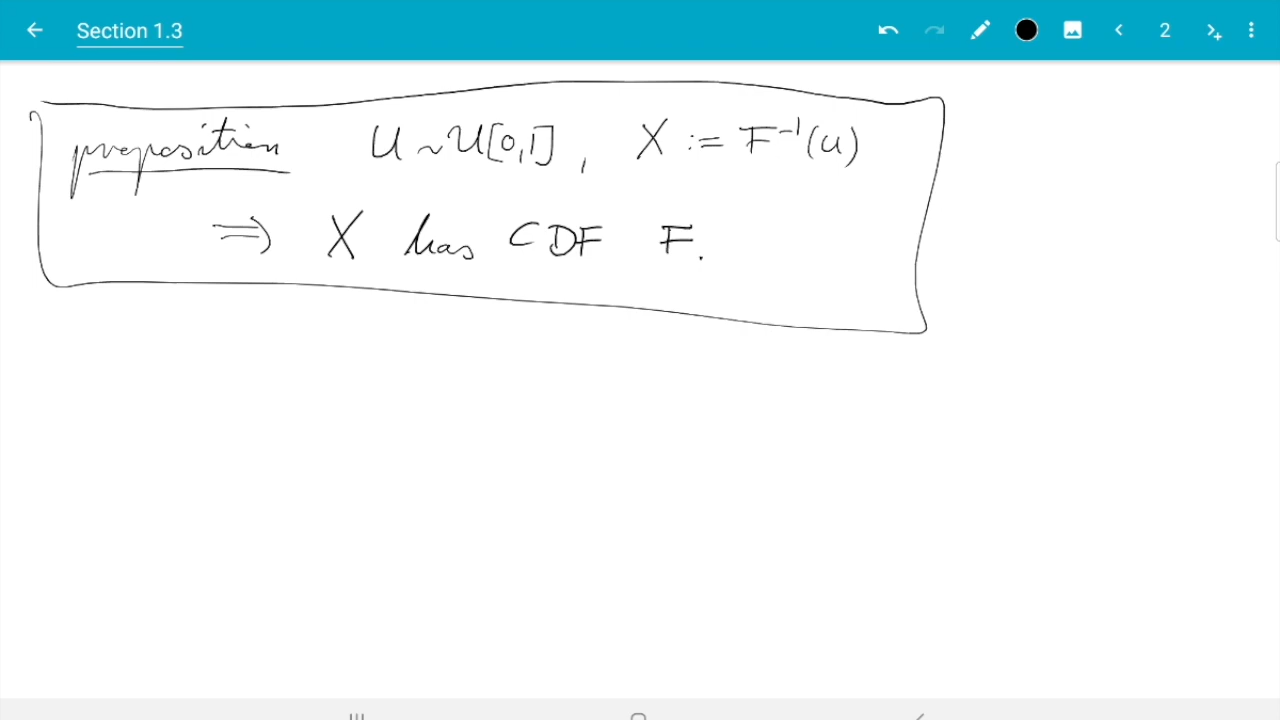 Section 1.3
2
proposition U ~ U[0,1], X := F⁻¹(U)
⇒ X has CDF F.